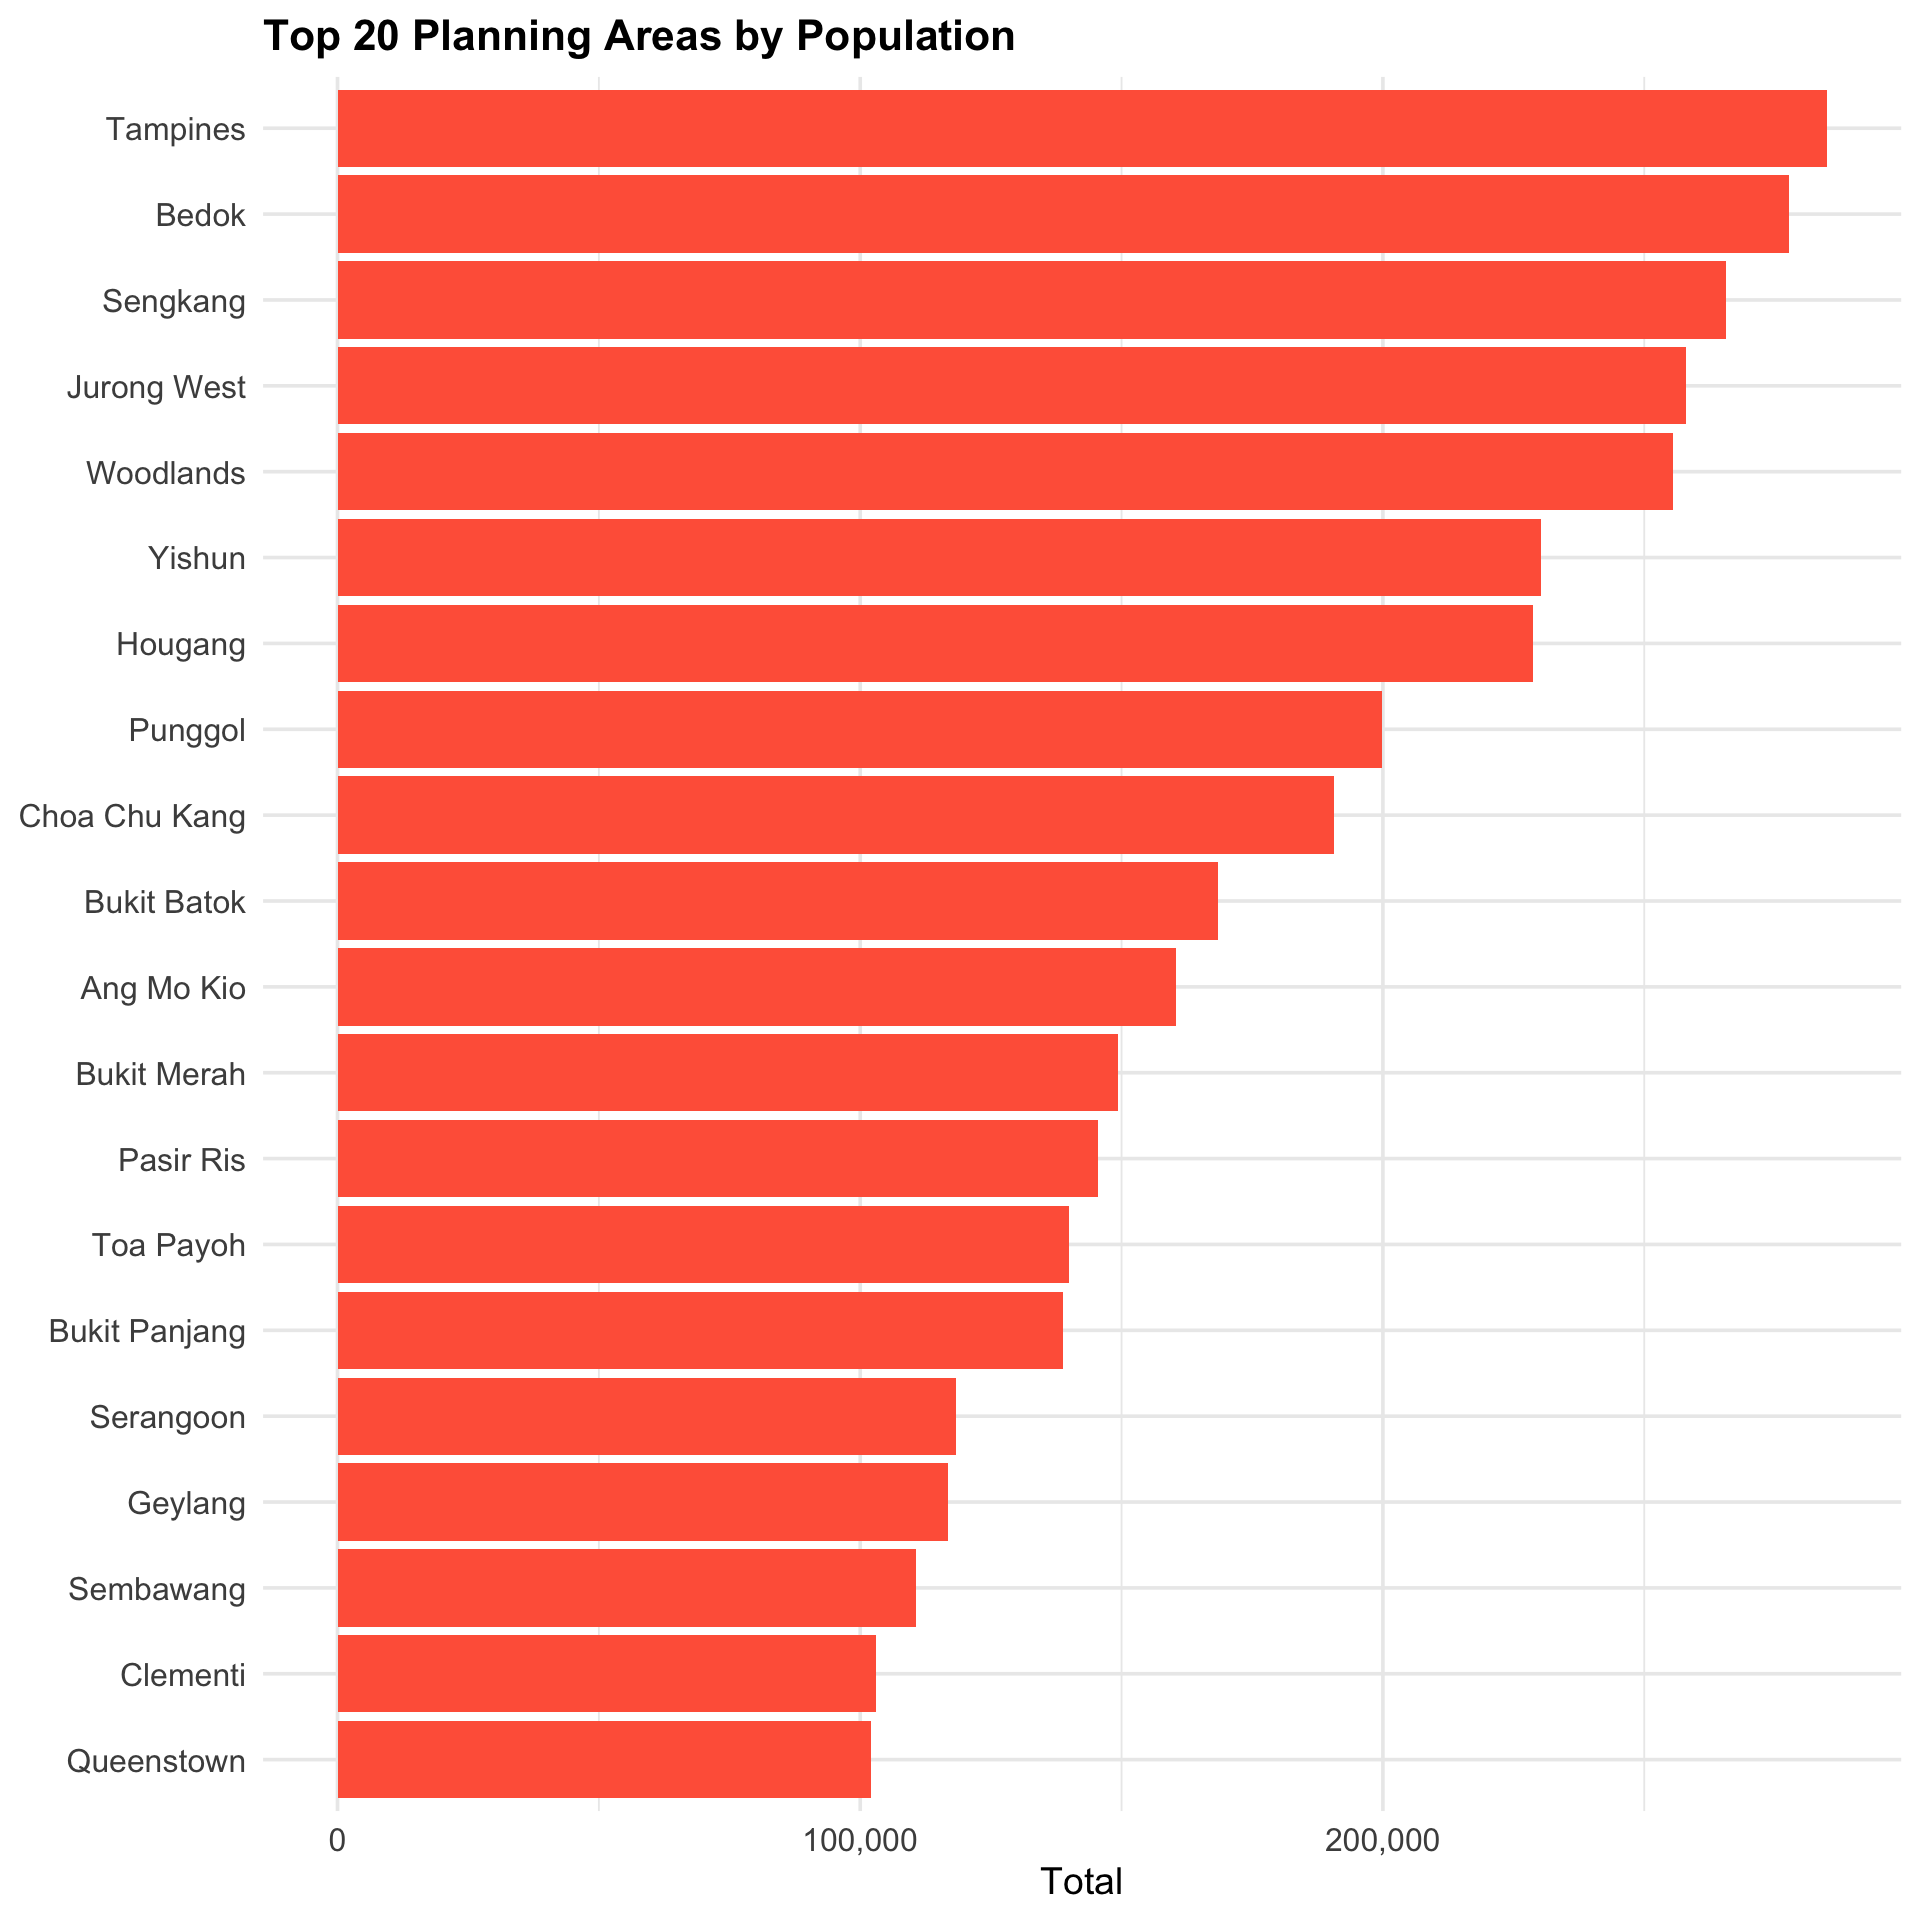 Top 20 Planning Areas by Population
Tampines
Bedok
Sengkang
Jurong West
Woodlands
Yishun
Hougang
Punggol
Choa Chu Kang
Bukit Batok
Ang Mo Kio
Bukit Merah
Pasir Ris
Toa Payoh
Bukit Panjang
Serangoon
Geylang
Sembawang
Clementi
Queenstown
0 100,000 200,000
Total